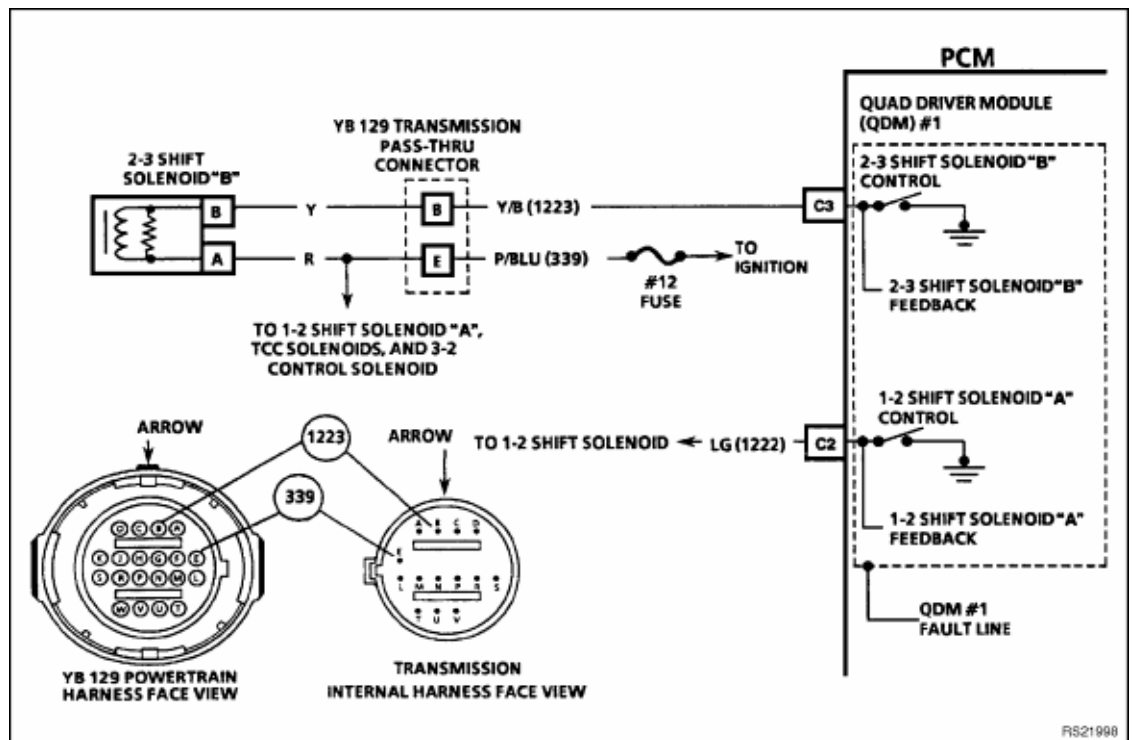 PCM
QUAD DRIVER MODULE
(QDM) #1
YB 129 TRANSMISSION
PASS-THRU
CONNECTOR
2-3 SHIFT
SOLENOID "B"
2-3 SHIFT SOLENOID "B"
CONTROL
B
Y
B
Y/B (1223)
C3
A
R
E
P/BLU (339)
#12
FUSE
TO
IGNITION
2-3 SHIFT SOLENOID "B"
FEEDBACK
TO 1-2 SHIFT SOLENOID "A",
TCC SOLENOIDS, AND 3-2
CONTROL SOLENOID
1-2 SHIFT SOLENOID "A"
CONTROL
TO 1-2 SHIFT SOLENOID
LG (1222)
C2
1-2 SHIFT SOLENOID "A"
FEEDBACK
QDM #1
FAULT LINE
ARROW
1223
339
ARROW
D C B A
K J H G F E
S R P N M L
W V U T
YB 129 POWERTRAIN
HARNESS FACE VIEW
A B C D
E
L M N P R S
T U V
TRANSMISSION
INTERNAL HARNESS FACE VIEW
RS21998